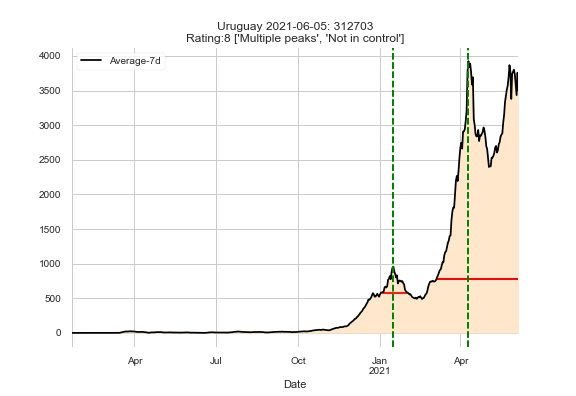 Uruguay 2021-06-05: 312703
Rating:8 ['Multiple peaks', 'Not in control']
Average-7d
4000
3500
3000
2500
2000
1500
1000
500
0
Apr Jul Oct Jan Apr
2021
Date